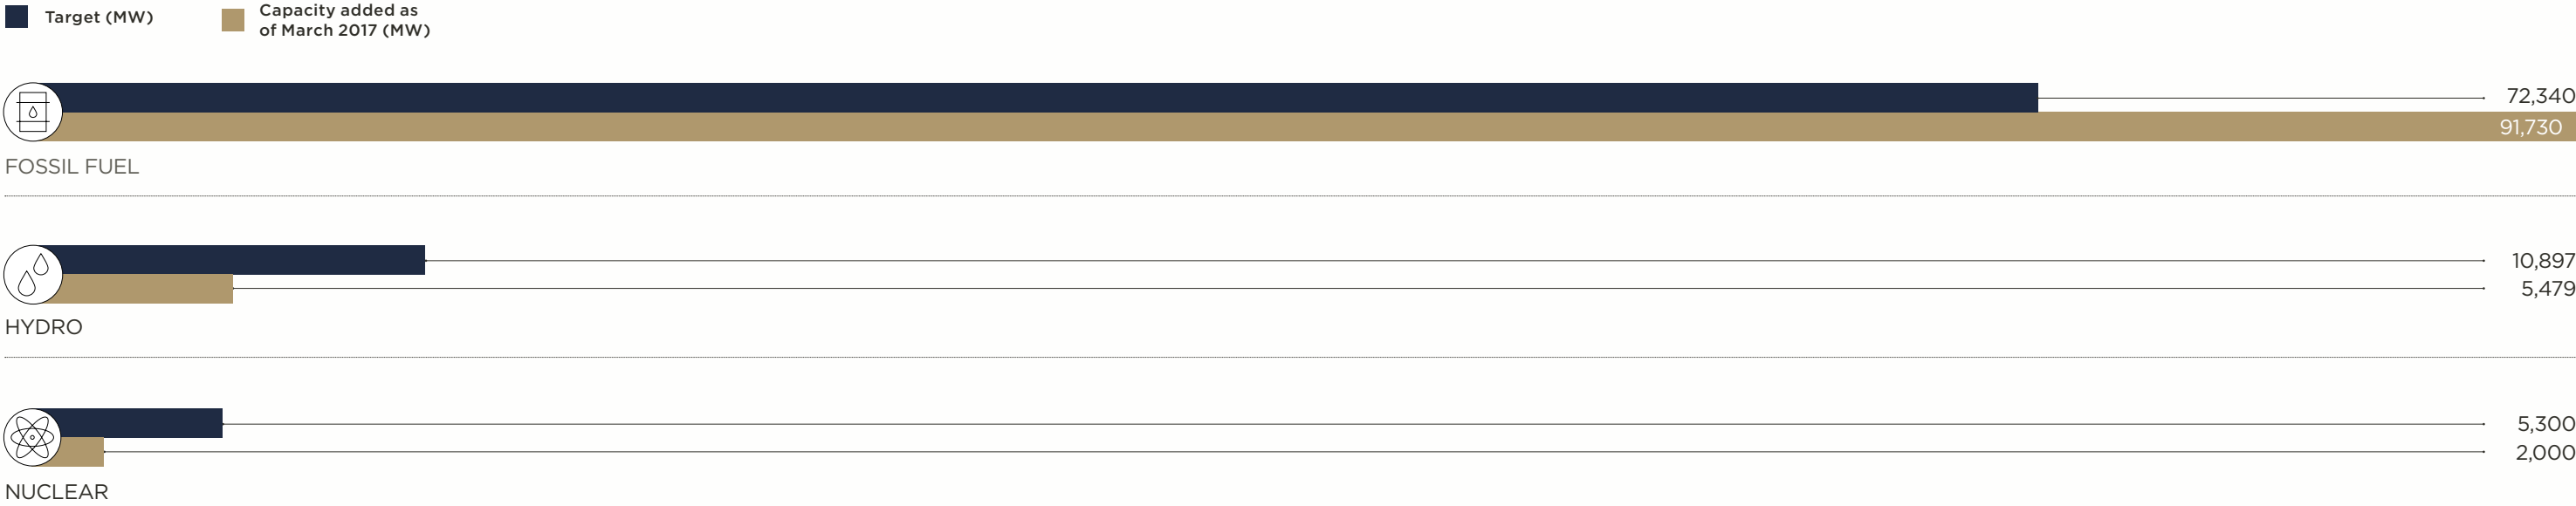 Target (MW)
Capacity added as
of March 2017 (MW)
72,340
91,730
FOSSIL FUEL
10,897
5,479
HYDRO
5,300
2,000
NUCLEAR